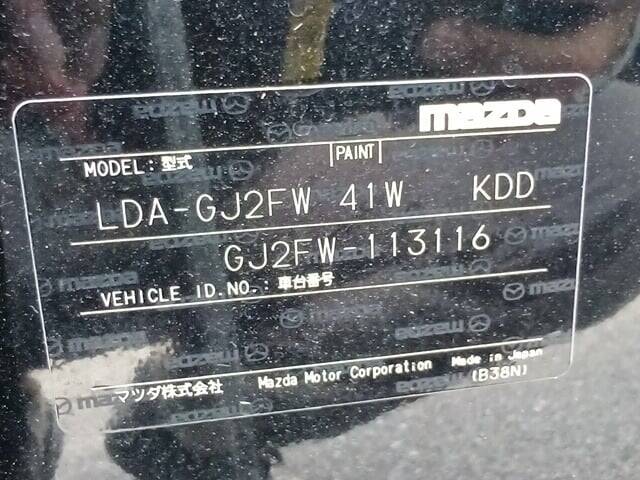 mazda
MODEL: 型式 PAINT
LDA-GJ2FW 41W KDD
GJ2FW-113116
VEHICLE ID.NO.: 車台番号
マツダ株式会社 Mazda Motor Corporation Made in Japan
(B38N)